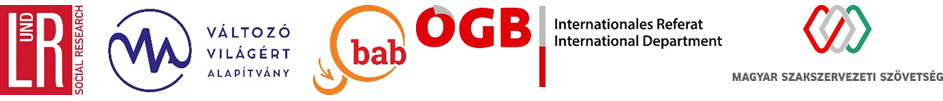 L UND R
SOCIAL RESEARCH
VÁLTOZÓ
VILÁGÉRT
ALAPÍTVÁNY
bab
ÖGB
Internationales Referat
International Department
MAGYAR SZAKSZERVEZETI SZÖVETSÉG